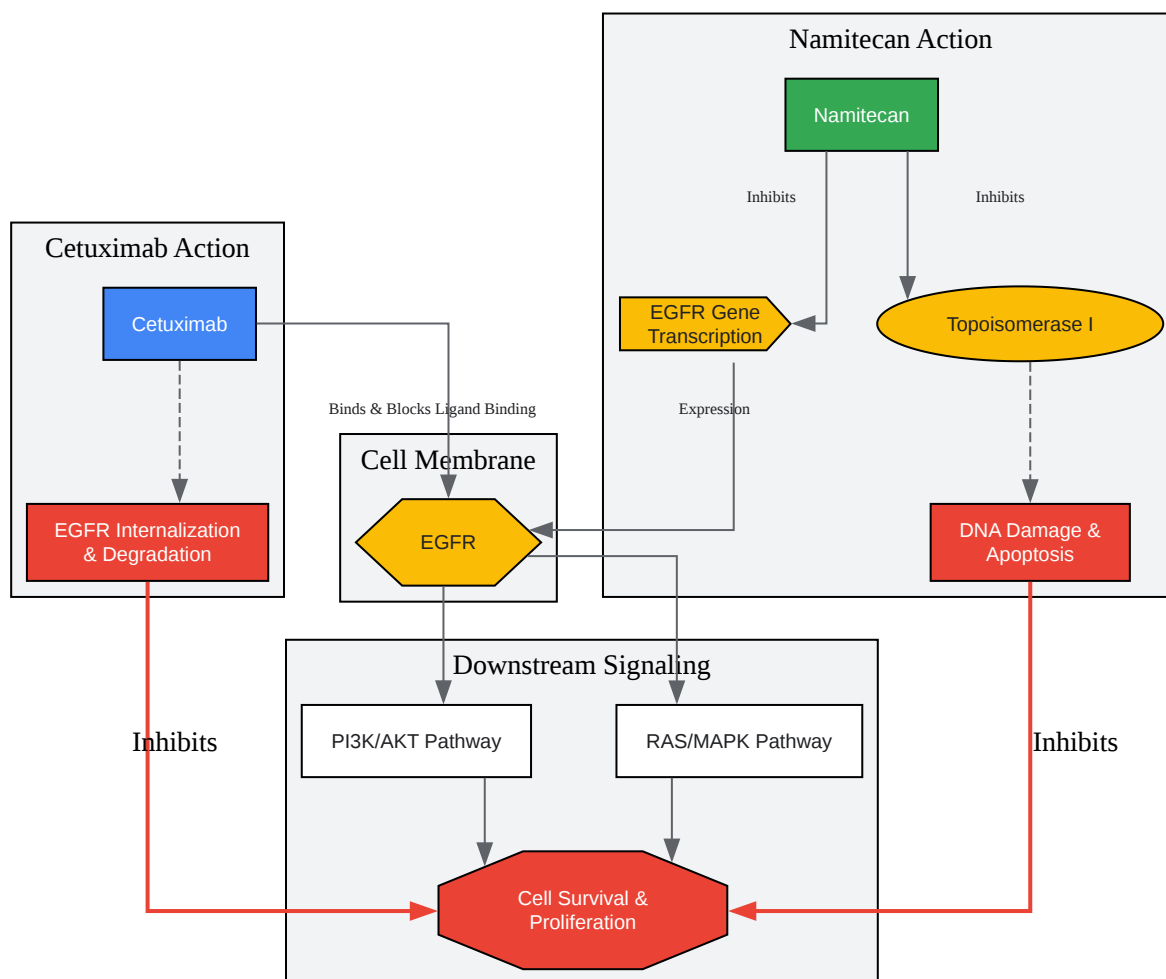 Namitecan Action
Namitecan
Inhibits
Inhibits
Cetuximab Action
Cetuximab
EGFR Gene
Transcription
Topoisomerase I
Binds & Blocks Ligand Binding
Expression
Cell Membrane
EGFR Internalization
& Degradation
EGFR
DNA Damage &
Apoptosis
Downstream Signaling
PI3K/AKT Pathway
RAS/MAPK Pathway
Inhibits
Inhibits
Cell Survival &
Proliferation